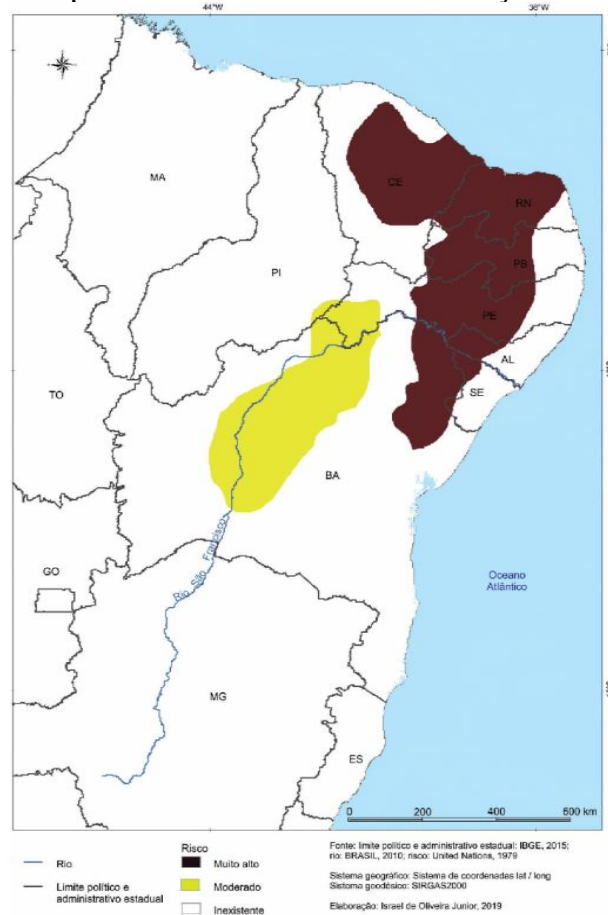 44°W
36°W
MA
CE
RN
PB
PI
PE
AL
SE
TO
BA
GO
Rio São Francisco
Oceano
Atlântico
MG
ES
0 200 400 600 km
Rio
Limite político e
administrativo estadual
Risco
Muito alto
Moderado
Inexistente
Fonte: limite político e administrativo estadual: IBGE, 2015;
rio: BRASIL, 2010; risco: United Nations, 1979
Sistema geográfico: Sistema de coordenadas lat / long
Sistema geodésico: SIRGAS2000
Elaboração: Israel de Oliveira Junior, 2019